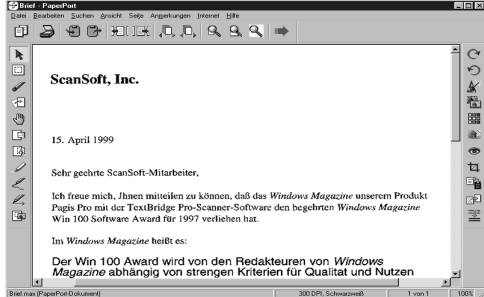 Brief - PaperPort
Datei Bearbeiten Suchen Ansicht Seite Anmerkungen Internet Hilfe
ScanSoft, Inc.
15. April 1999
Sehr geehrte ScanSoft-Mitarbeiter,
Ich freue mich, Ihnen mitteilen zu können, daß das Windows Magazine unserem Produkt
Pagis Pro mit der TextBridge Pro-Scanner-Software den begehrten Windows Magazine
Win 100 Software Award für 1997 verliehen hat.
Im Windows Magazine heißt es:
Der Win 100 Award wird von den Redakteuren von Windows
Magazine abhängig von strengen Kriterien für Qualitat und Nutzen
Brief.max (PaperPort-Dokument) 300 DPI, Schwarzweiß 1 von 1 100%